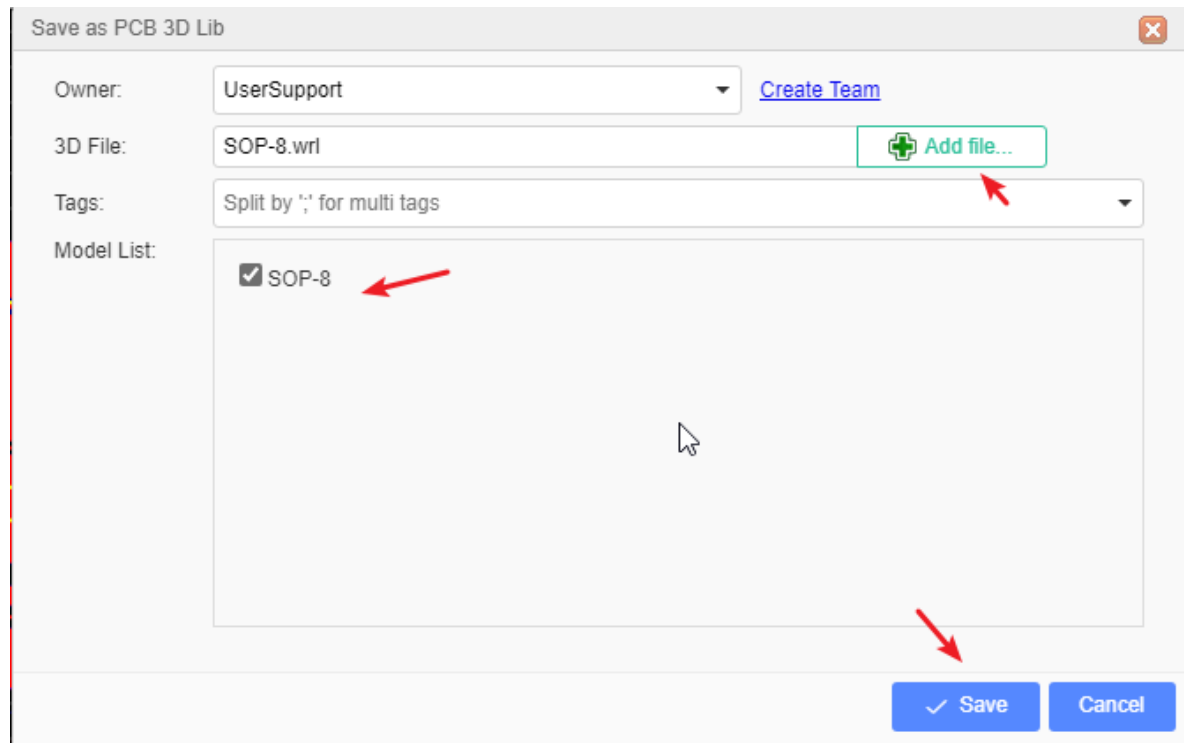 Save as PCB 3D Lib
Owner: UserSupport Create Team
3D File: SOP-8.wrl Add file...
Tags: Split by ';' for multi tags
Model List:
SOP-8
Save Cancel